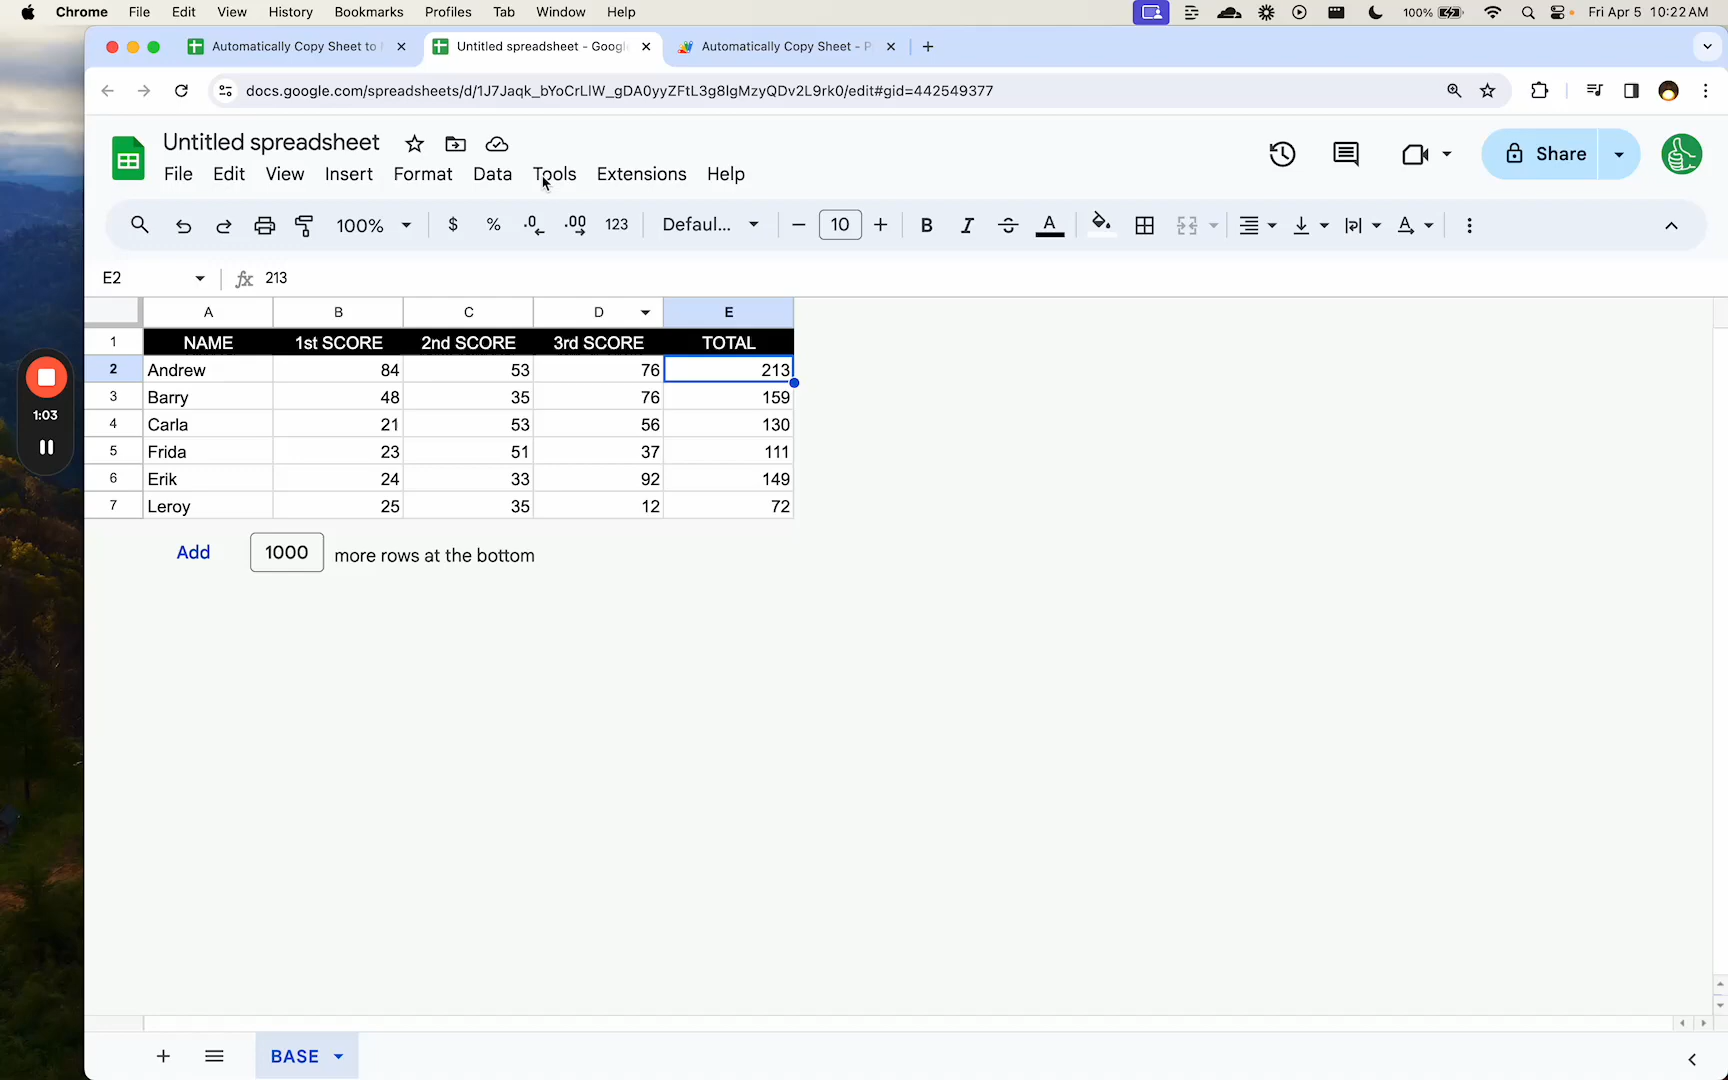 Chrome File Edit View History Bookmarks Profiles Tab Window Help 100% Fri Apr 5 10:22 AM
Automatically Copy Sheet to Untitled spreadsheet - Google Automatically Copy Sheet - P
docs.google.com/spreadsheets/d/1J7Jaqk_bYoCrLIW_gDA0yyZFtL3g8IgMzyQDv2L9rk0/edit#gid=442549377
Untitled spreadsheet
File Edit View Insert Format Data Tools Extensions Help
Share
100% $ % .0 .00 123 Defaul... 10 B I S A A
E2 fx 213
A B C D E
1 NAME 1st SCORE 2nd SCORE 3rd SCORE TOTAL
2 Andrew 84 53 76 213
3 Barry 48 35 76 159
4 Carla 21 53 56 130
5 Frida 23 51 37 111
6 Erik 24 33 92 149
7 Leroy 25 35 12 72
1:03
Add 1000 more rows at the bottom
BASE